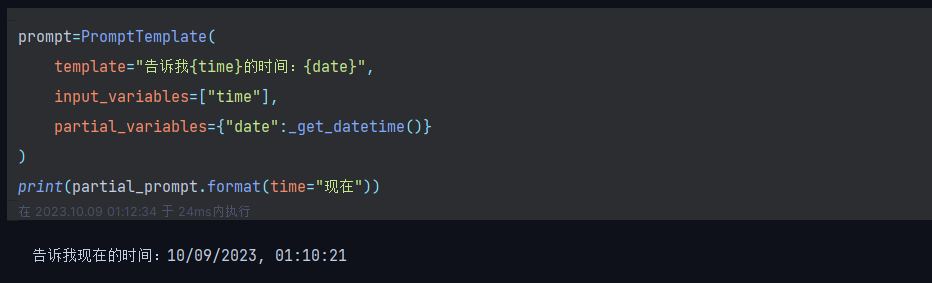 prompt=PromptTemplate(
    template="告诉我{time}的时间：{date}",
    input_variables=["time"],
    partial_variables={"date":_get_datetime()}
)
print(partial_prompt.format(time="现在"))
在 2023.10.09 01:12:34 于 24ms内执行
告诉我现在的时间：10/09/2023, 01:10:21